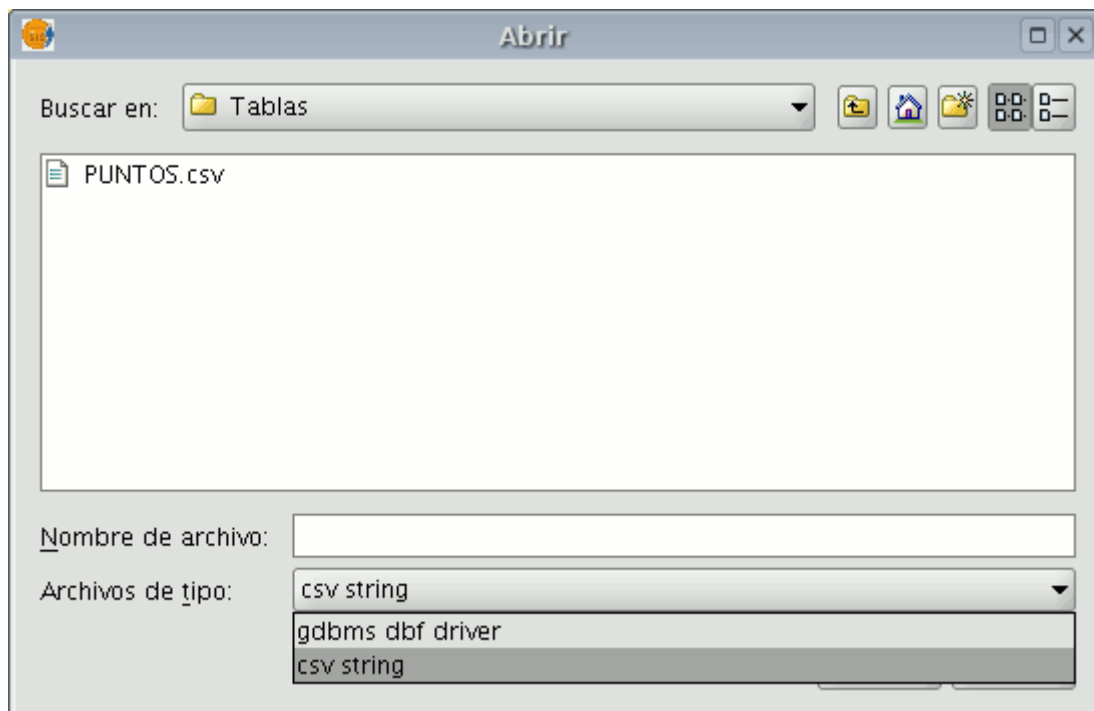 Abrir
Buscar en: Tablas
PUNTOS.csv
Nombre de archivo:
Archivos de tipo: csv string
gdbms dbf driver
csv string